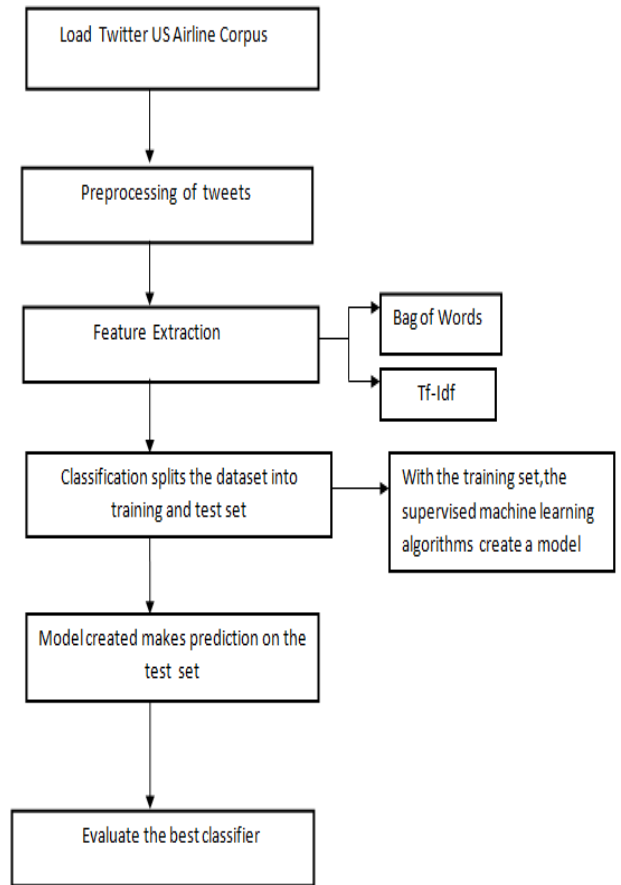 Load Twitter US Airline Corpus
Preprocessing of tweets
Feature Extraction
Bag of Words
Tf-Idf
Classification splits the dataset into
training and test set
With the training set,the
supervised machine learning
algorithms create a model
Model created makes prediction on the
test set
Evaluate the best classifier